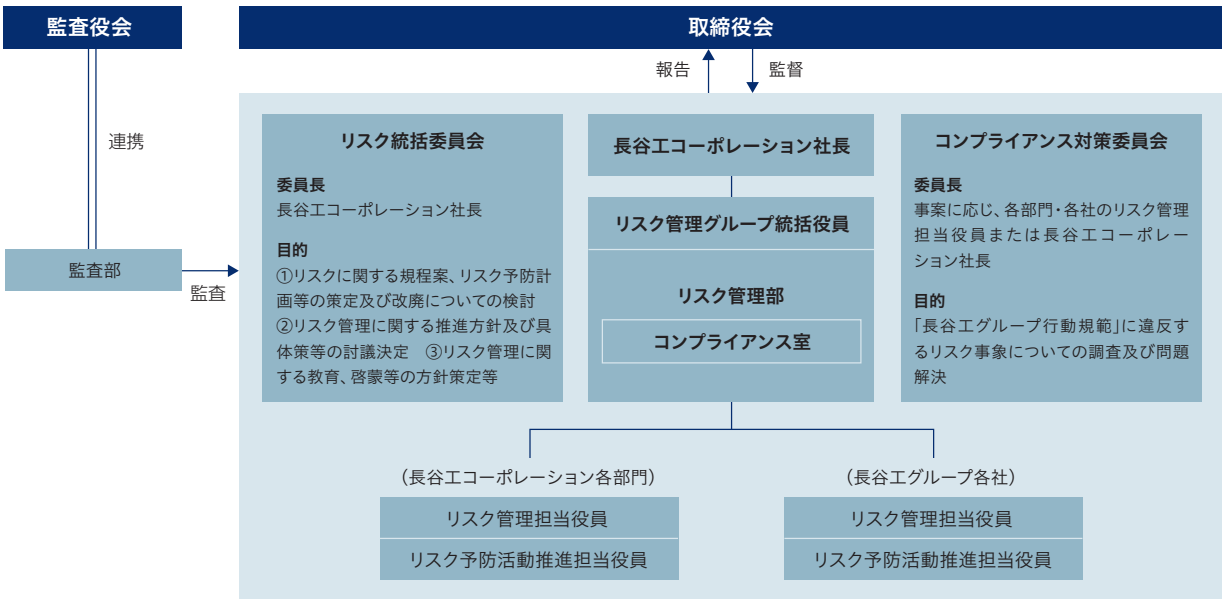 監査役会
取締役会
報告
監督
連携
監査部
監査
リスク統括委員会
委員長
長谷工コーポレーション社長
目的
①リスクに関する規程案、リスク予防計
画等の策定及び改廃についての検討
②リスク管理に関する推進方針及び具
体策等の討議決定　③リスク管理に関
する教育、啓蒙等の方針策定等
長谷工コーポレーション社長
リスク管理グループ統括役員
リスク管理部
コンプライアンス室
コンプライアンス対策委員会
委員長
事案に応じ、各部門・各社のリスク管理
担当役員または長谷工コーポレー
ション社長
目的
「長谷工グループ行動規範」に違反す
るリスク事象についての調査及び問題
解決
（長谷工コーポレーション各部門）
リスク管理担当役員
リスク予防活動推進担当役員
（長谷工グループ各社）
リスク管理担当役員
リスク予防活動推進担当役員